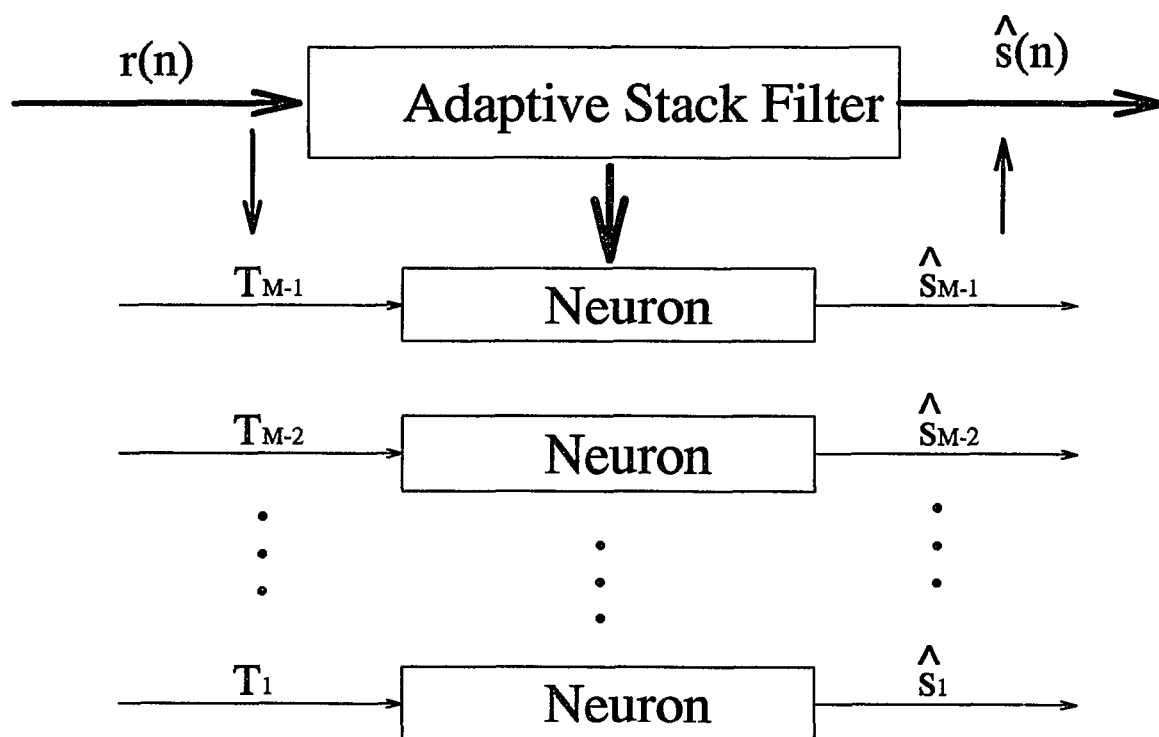 r(n)
Adaptive Stack Filter
ŝ(n)
T_{M-1}
Neuron
ŝ_{M-1}
T_{M-2}
Neuron
ŝ_{M-2}
T_1
Neuron
ŝ_1